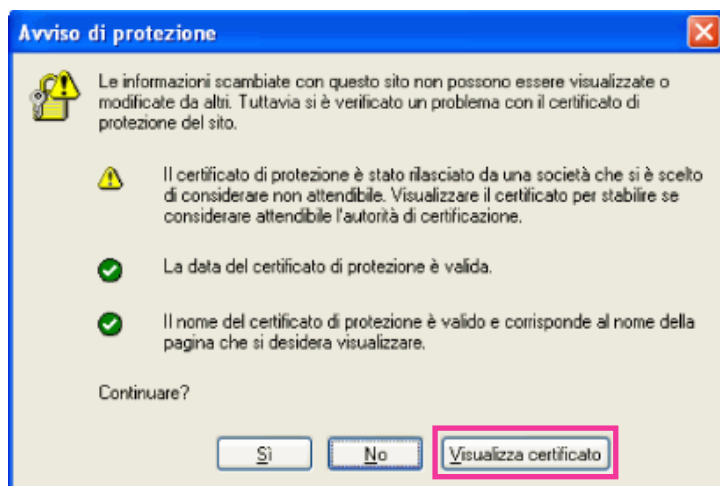 Avviso di protezione
Le informazioni scambiate con questo sito non possono essere visualizzate o
modificate da altri. Tuttavia si è verificato un problema con il certificato di
protezione del sito.
Il certificato di protezione è stato rilasciato da una società che si è scelto
di considerare non attendibile. Visualizzare il certificato per stabilire se
considerare attendibile l'autorità di certificazione.
La data del certificato di protezione è valida.
Il nome del certificato di protezione è valido e corrisponde al nome della
pagina che si desidera visualizzare.
Continuare?
Sì No Visualizza certificato